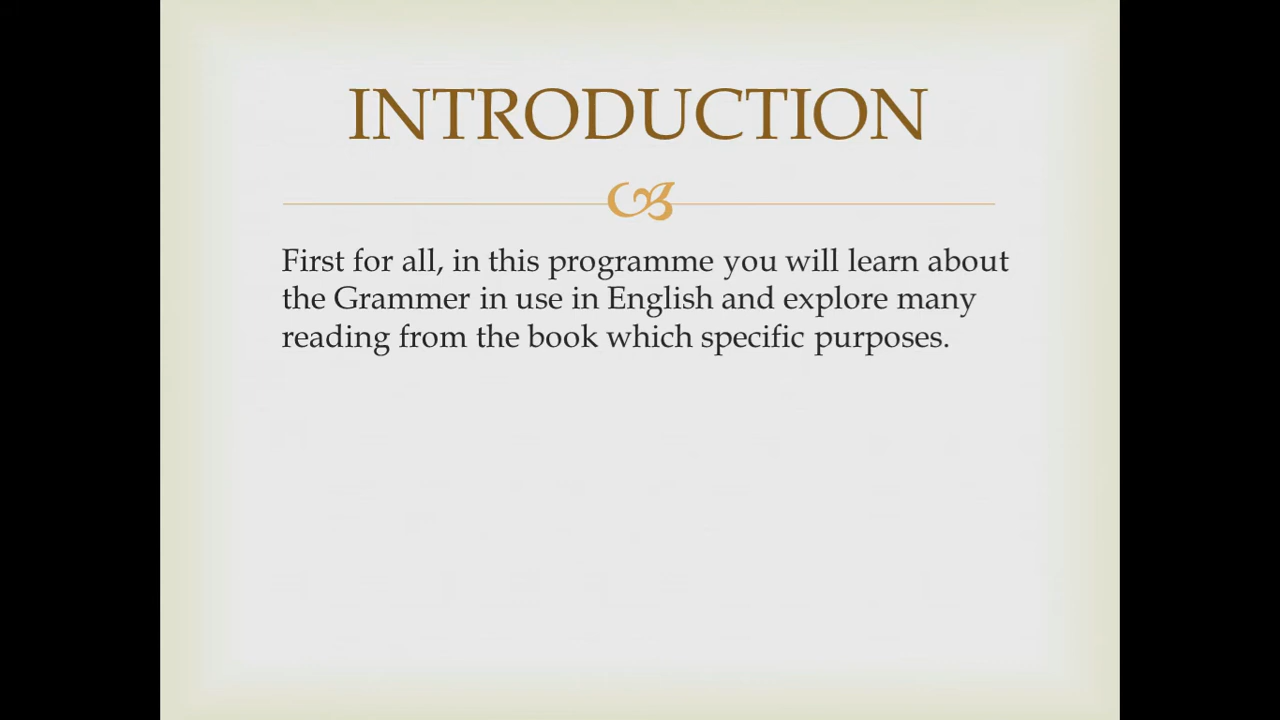 INTRODUCTION
First for all, in this programme you will learn about
the Grammer in use in English and explore many
reading from the book which specific purposes.